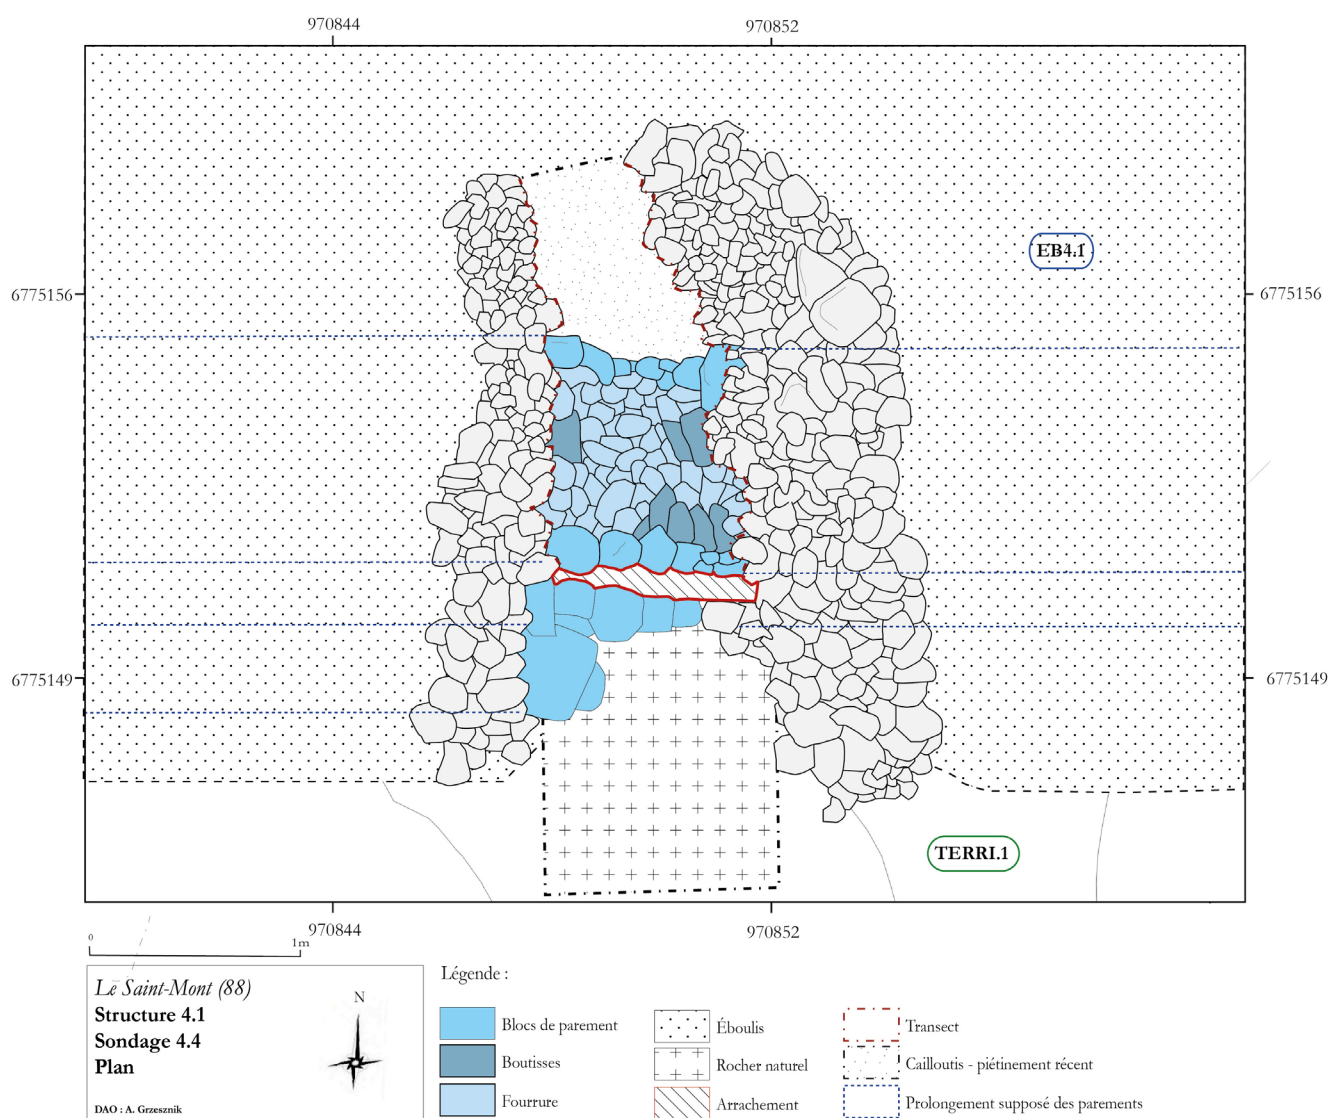 970844
970852
EB4.1
6775156
6775156
6775149
6775149
TERRI.1
970844
970852
0
1m
Le Saint-Mont (88)
Structure 4.1
Sondage 4.4
Plan
DAO : A. Grzesznik
N
Légende :
Blocs de parement
Boutisses
Fourrure
Éboulis
Rocher naturel
Arrachement
Transect
Cailloutis - piétinement récent
Prolongement supposé des parements